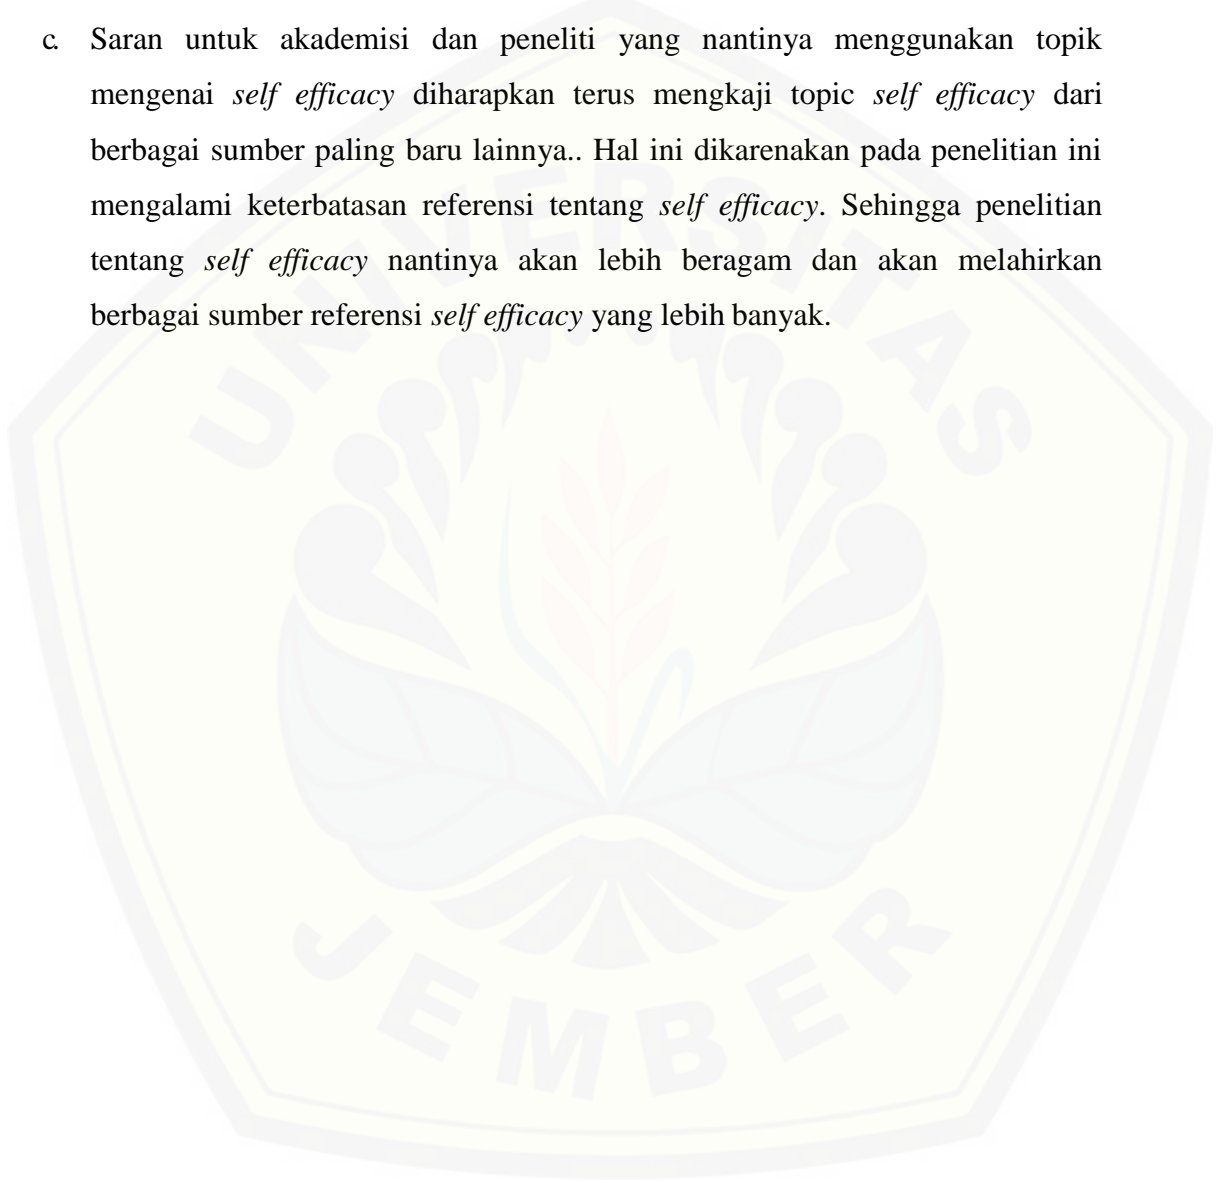 c. Saran untuk akademisi dan peneliti yang nantinya menggunakan topik
mengenai self efficacy diharapkan terus mengkaji topic self efficacy dari
berbagai sumber paling baru lainnya.. Hal ini dikarenakan pada penelitian ini
mengalami keterbatasan referensi tentang self efficacy. Sehingga penelitian
tentang self efficacy nantinya akan lebih beragam dan akan melahirkan
berbagai sumber referensi self efficacy yang lebih banyak.
UNIVERSITAS
JEMBER